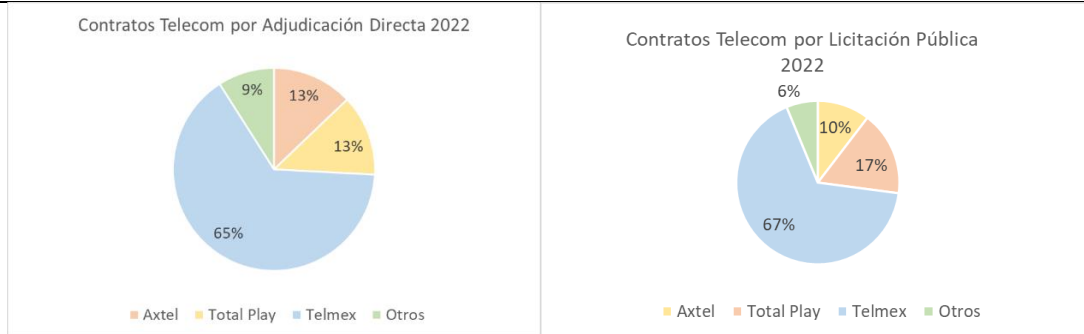 Contratos Telecom por Adjudicación Directa 2022
9%
13%
13%
65%
Axtel Total Play Telmex Otros
Contratos Telecom por Licitación Pública
2022
6%
10%
17%
67%
Axtel Total Play Telmex Otros